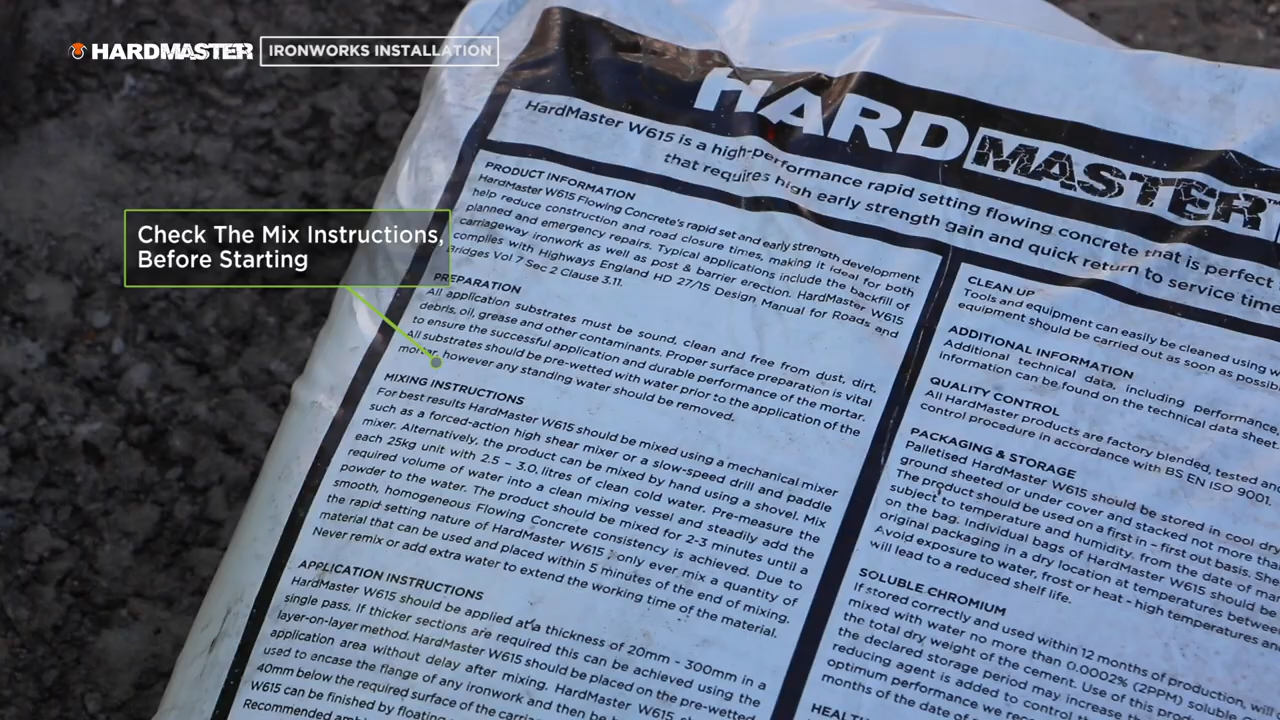 HARDMASTER
IRONWORKS INSTALLATION
Check The Mix Instructions,
Before Starting
HARDMASTER™
HardMaster W615 is a high-performance rapid setting flowing concrete that is perfect
that requires high early strength gain and quick return to service time
PRODUCT INFORMATION
HardMaster W615 Flowing Concrete's rapid set and early strength development
help reduce construction and road closure times, making it ideal for both
planned and emergency repairs. Typical applications include the backfill of
carriageway ironwork as well as post & barrier erection. HardMaster W615
complies with Highways England HD 27/15 Design Manual for Roads and
Bridges Vol 7 Sec 2 Clause 3.11.
PREPARATION
All application substrates must be sound, clean and free from dust, dirt,
debris, oil, grease and other contaminants. Proper surface preparation is vital
to ensure the successful application and durable performance of the mortar.
All substrates should be pre-wetted with water prior to the application of the
mortar, however any standing water should be removed.
MIXING INSTRUCTIONS
For best results HardMaster W615 should be mixed using a mechanical mixer
such as a forced-action high shear mixer or a slow-speed drill and paddle
mixer. Alternatively, the product can be mixed by hand using a shovel. Mix
each 25kg unit with 2.5 – 3.0, litres of clean cold water. Pre-measure the
required volume of water into a clean mixing vessel and steadily add the
powder to the water. The product should be mixed for 2-3 minutes until a
smooth, homogeneous Flowing Concrete consistency is achieved. Due to
the rapid setting nature of HardMaster W615, only ever mix a quantity of
material that can be used and placed within 5 minutes of the end of mixing.
Never remix or add extra water to extend the working time of the material.
APPLICATION INSTRUCTIONS
HardMaster W615 should be applied at a thickness of 20mm - 300mm in a
single pass. If thicker sections are required this can be achieved using the
layer-on-layer method. HardMaster W615 should be placed on the pre-wetted
application area without delay after mixing. HardMaster W615
used to encase the flange of any ironwork and then be
40mm below the required surface of the
W615 can be finished by floating
Recommended
CLEAN UP
Tools and equipment can easily be cleaned using
equipment should be carried out as soon as
ADDITIONAL INFORMATION
Additional technical data, including performance,
information can be found on the technical data sheet.
QUALITY CONTROL
All HardMaster products are factory blended, tested and
control procedure in accordance with BS EN ISO 9001.
PACKAGING & STORAGE
Palletised HardMaster W615 should be stored in cool
ground sheeted or under cover and stacked not more than
The product should be used on a first in - first out basis.
subject to temperature and humidity, from the date of
on the bag. Individual bags of HardMaster W615 should be
original packaging in a dry location at temperatures between
Avoid exposure to water, frost or heat - high temperatures and
will lead to a reduced shelf life.
SOLUBLE CHROMIUM
If stored correctly and used within 12 months of production, will
mixed with water no more than 0.0002% (2PPM) soluble
the total dry weight of the cement. Use of this
the declared storage period may increase
reducing agent is added to control
optimum performance we
months of the date of
HEALTH